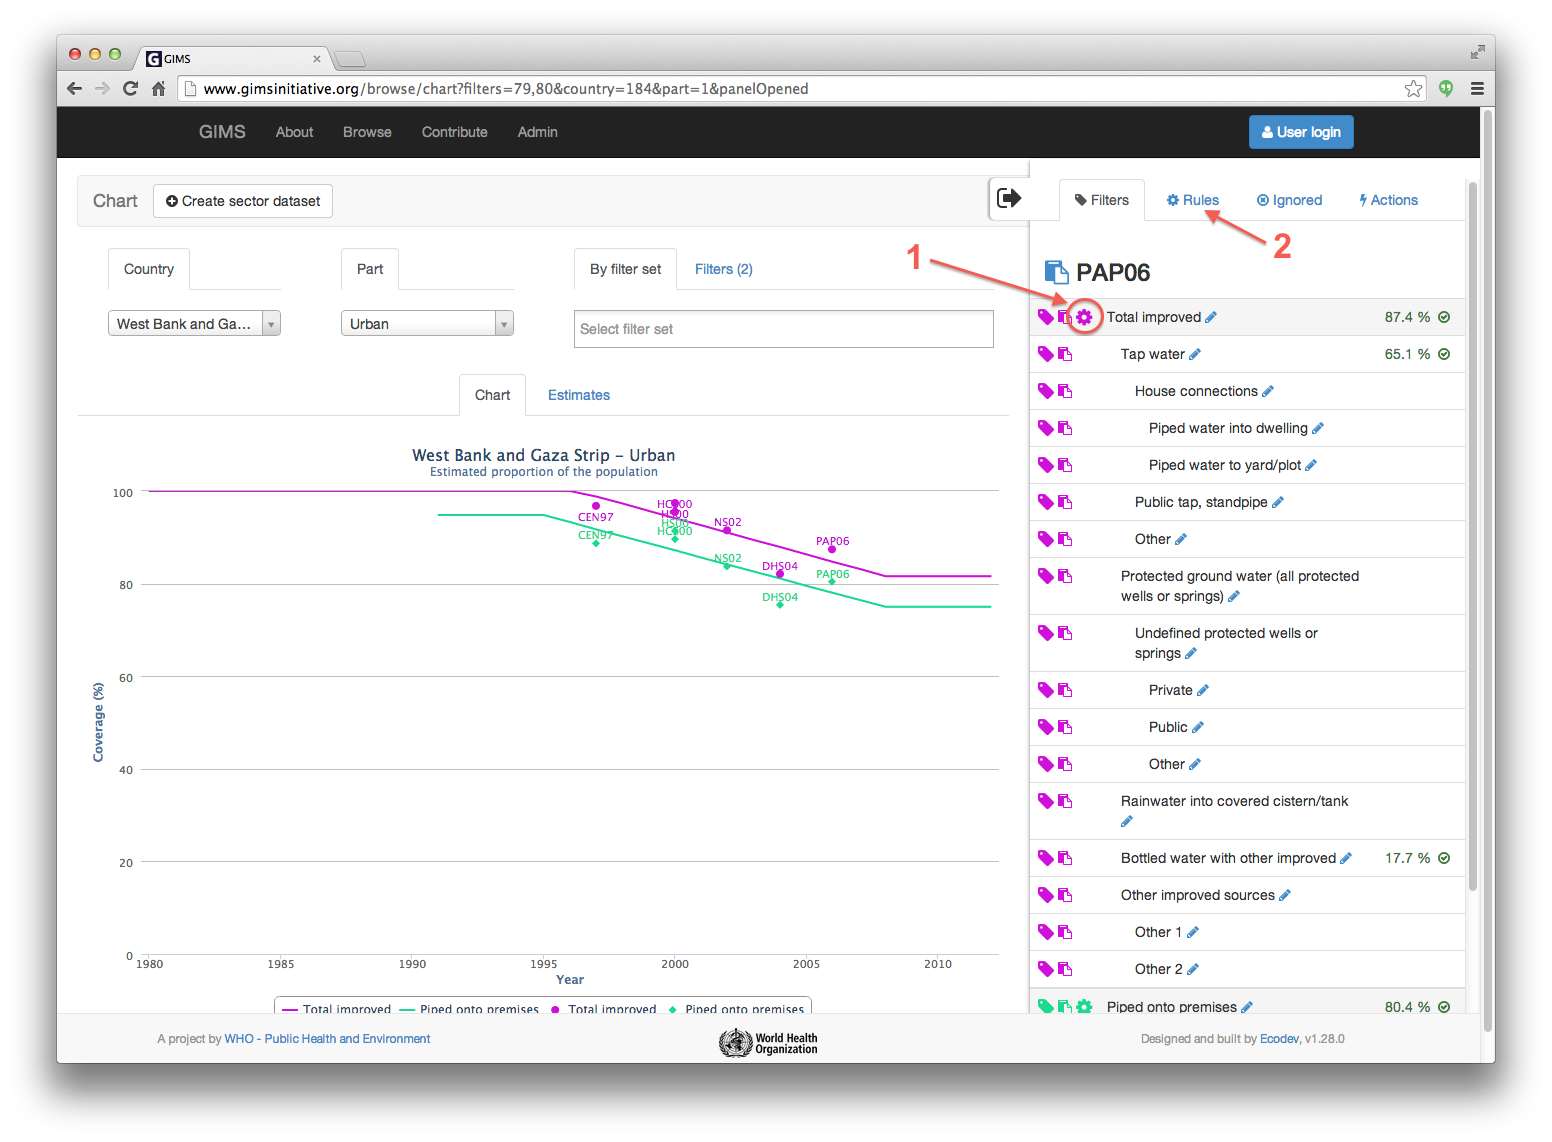 GIMS
www.gimsinitiative.org/browse/chart?filters=79,80&country=184&part=1&panelOpened
GIMS About Browse Contribute Admin User login
Chart Create sector dataset
Filters Rules Ignored Actions
1 2
Country Part By filter set Filters (2)
West Bank and Ga... Urban Select filter set
Chart Estimates
West Bank and Gaza Strip – Urban
Estimated proportion of the population
100
80
60
40
20
0
Coverage (%)
CEN97
HS00
NS02
DHS04
PAP06
CEN97
HS00
NS02
DHS04
PAP06
1980 1985 1990 1995 2000 2005 2010
Year
Total improved Piped onto premises Total improved Piped onto premises
PAP06
Total improved 87.4 %
Tap water 65.1 %
House connections
Piped water into dwelling
Piped water to yard/plot
Public tap, standpipe
Other
Protected ground water (all protected
wells or springs)
Undefined protected wells or
springs
Private
Public
Other
Rainwater into covered cistern/tank
Bottled water with other improved 17.7 %
Other improved sources
Other 1
Other 2
Piped onto premises 80.4 %
A project by WHO - Public Health and Environment
World Health
Organization
Designed and built by Ecodev, v1.28.0